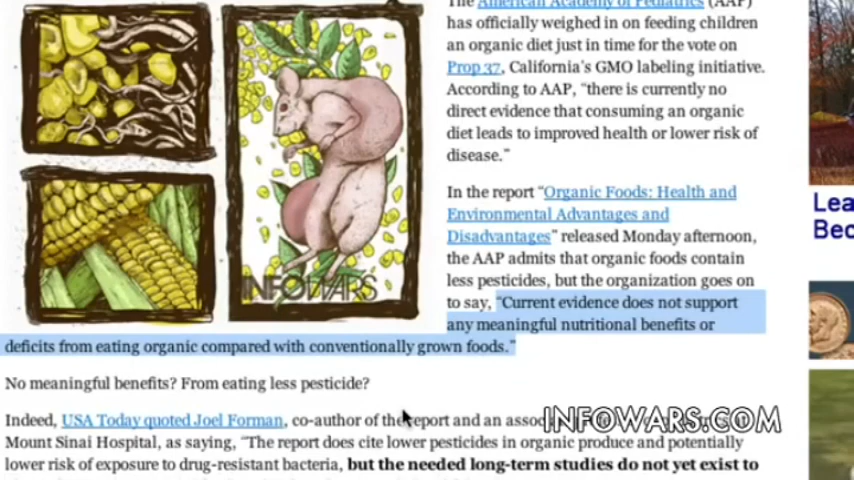 The American Academy of Pediatrics (AAP)
has officially weighed in on feeding children
an organic diet just in time for the vote on
Prop 37, California's GMO labeling initiative.
According to AAP, "there is currently no
direct evidence that consuming an organic
diet leads to improved health or lower risk of
disease."
In the report "Organic Foods: Health and
Environmental Advantages and
Disadvantages" released Monday afternoon,
the AAP admits that organic foods contain
less pesticides, but the organization goes on
to say, "Current evidence does not support
any meaningful nutritional benefits or
deficits from eating organic compared with conventionally grown foods."
INFOWARS
No meaningful benefits? From eating less pesticide?
Indeed, USA Today quoted Joel Forman, co-author of the report and an
Mount Sinai Hospital, as saying, "The report does cite lower pesticides in organic produce and potentially
lower risk of exposure to drug-resistant bacteria, but the needed long-term studies do not yet exist to
INFOWARS.COM
Lea
Bec